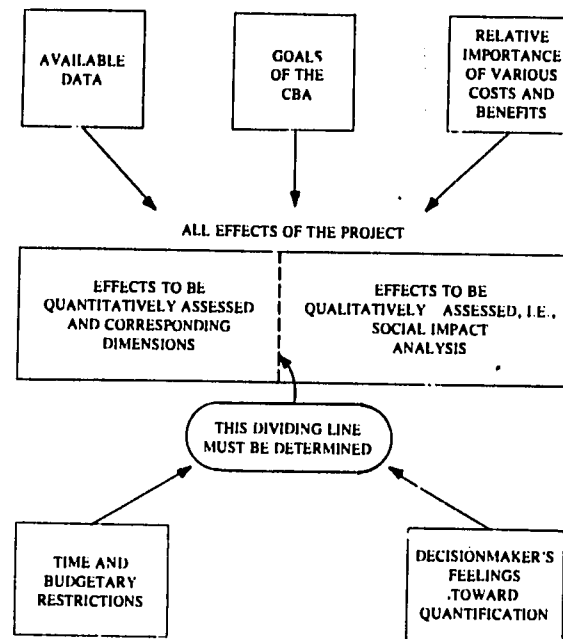 AVAILABLE
DATA
GOALS
OF THE
CBA
RELATIVE
IMPORTANCE
OF VARIOUS
COSTS AND
BENEFITS
ALL EFFECTS OF THE PROJECT
EFFECTS TO BE
QUANTITATIVELY ASSESSED
AND CORRESPONDING
DIMENSIONS
EFFECTS TO BE
QUALITATIVELY ASSESSED, I.E.,
SOCIAL IMPACT
ANALYSIS
THIS DIVIDING LINE
MUST BE DETERMINED
TIME AND
BUDGETARY
RESTRICTIONS
DECISIONMAKER'S
FEELINGS
TOWARD
QUANTIFICATION